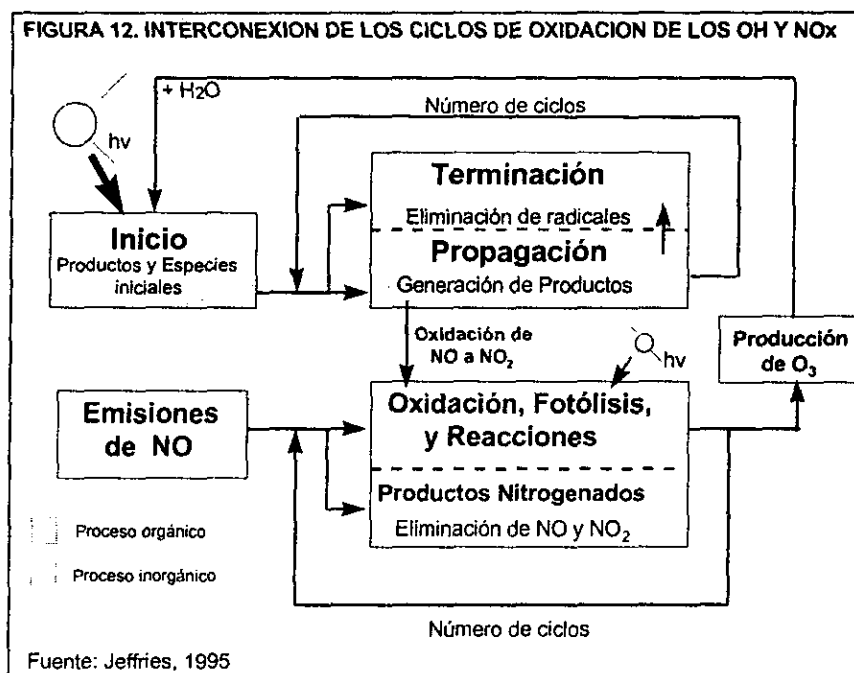 FIGURA 12. INTERCONEXION DE LOS CICLOS DE OXIDACION DE LOS OH Y NOx
+ H2O
Número de ciclos
hν
Terminación
Eliminación de radicales
Inicio
Productos y Especies
iniciales
Propagación
Generación de Productos
Oxidación de
NO a NO2
hν
Producción
de O3
Emisiones
de NO
Oxidación, Fotólisis,
y Reacciones
Productos Nitrogenados
Eliminación de NO y NO2
Proceso orgánico
Proceso inorgánico
Número de ciclos
Fuente: Jeffries, 1995